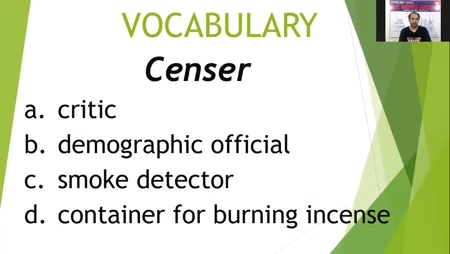 VOCABULARY
Censer
a. critic
b. demographic official
c. smoke detector
d. container for burning incense